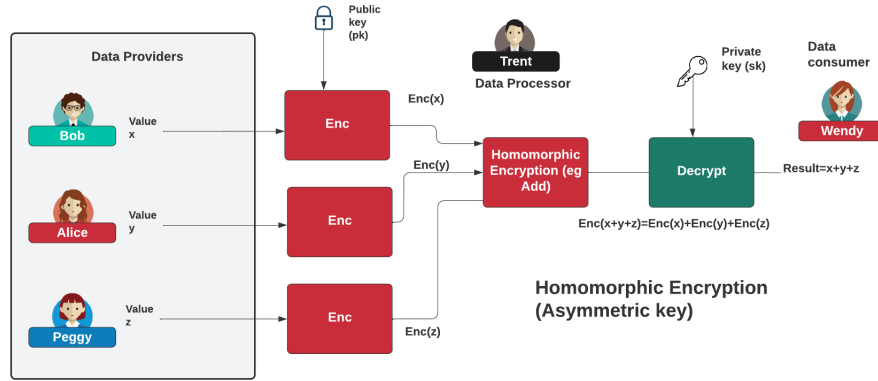 Public
key
(pk)
Data Providers
Trent
Data Processor
Private
key (sk)
Data
consumer
Bob
Value
x
Enc
Enc(x)
Wendy
Homomorphic
Encryption (eg
Add)
Decrypt
Result=x+y+z
Enc(y)
Alice
Value
y
Enc
Enc(x+y+z)=Enc(x)+Enc(y)+Enc(z)
Homomorphic Encryption
(Asymmetric key)
Peggy
Value
z
Enc
Enc(z)